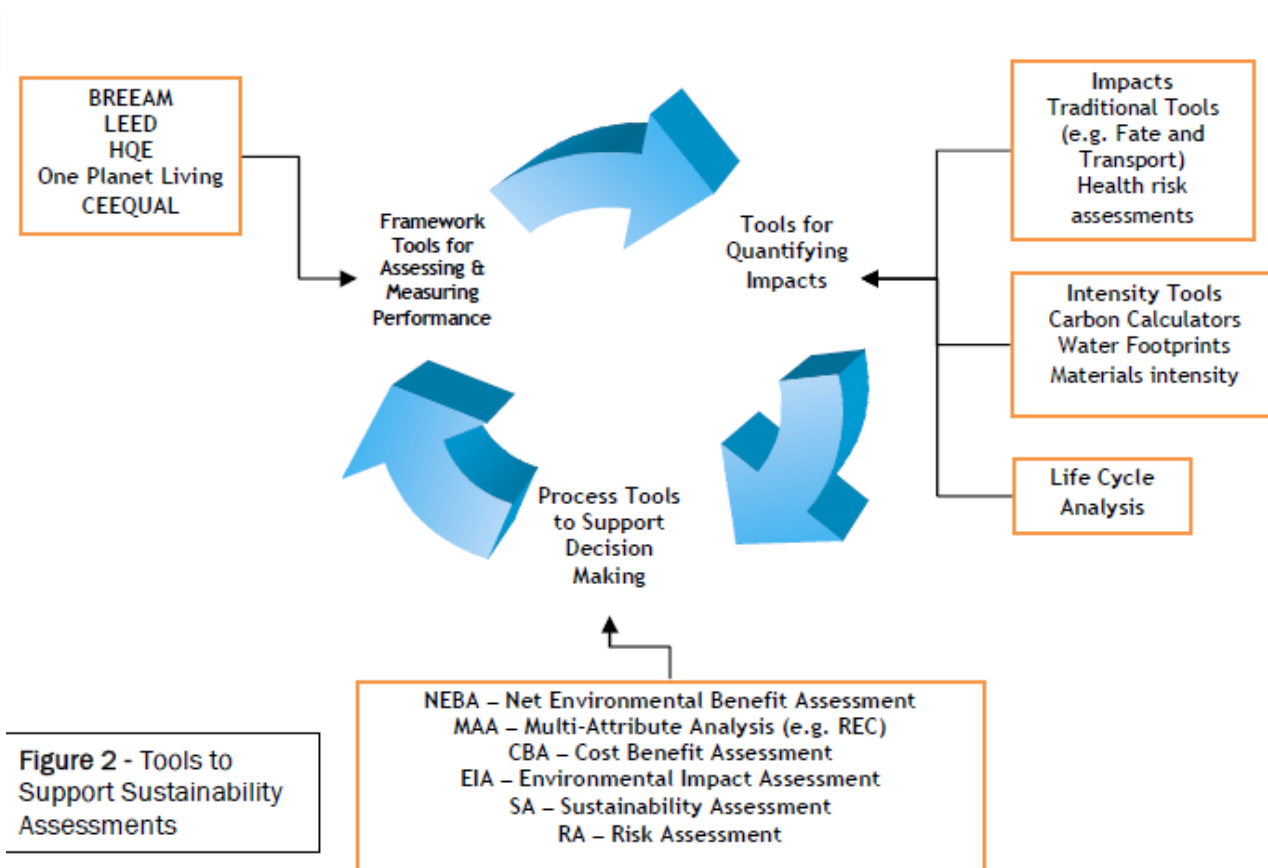 BREEAM
LEED
HQE
One Planet Living
CEEQUAL
Framework
Tools for
Assessing &
Measuring
Performance
Tools for
Quantifying
Impacts
Impacts
Traditional Tools
(e.g. Fate and
Transport)
Health risk
assessments
Intensity Tools
Carbon Calculators
Water Footprints
Materials intensity
Life Cycle
Analysis
Process Tools
to Support
Decision
Making
NEBA – Net Environmental Benefit Assessment
MAA – Multi-Attribute Analysis (e.g. REC)
CBA – Cost Benefit Assessment
EIA – Environmental Impact Assessment
SA – Sustainability Assessment
RA – Risk Assessment
Figure 2 - Tools to
Support Sustainability
Assessments